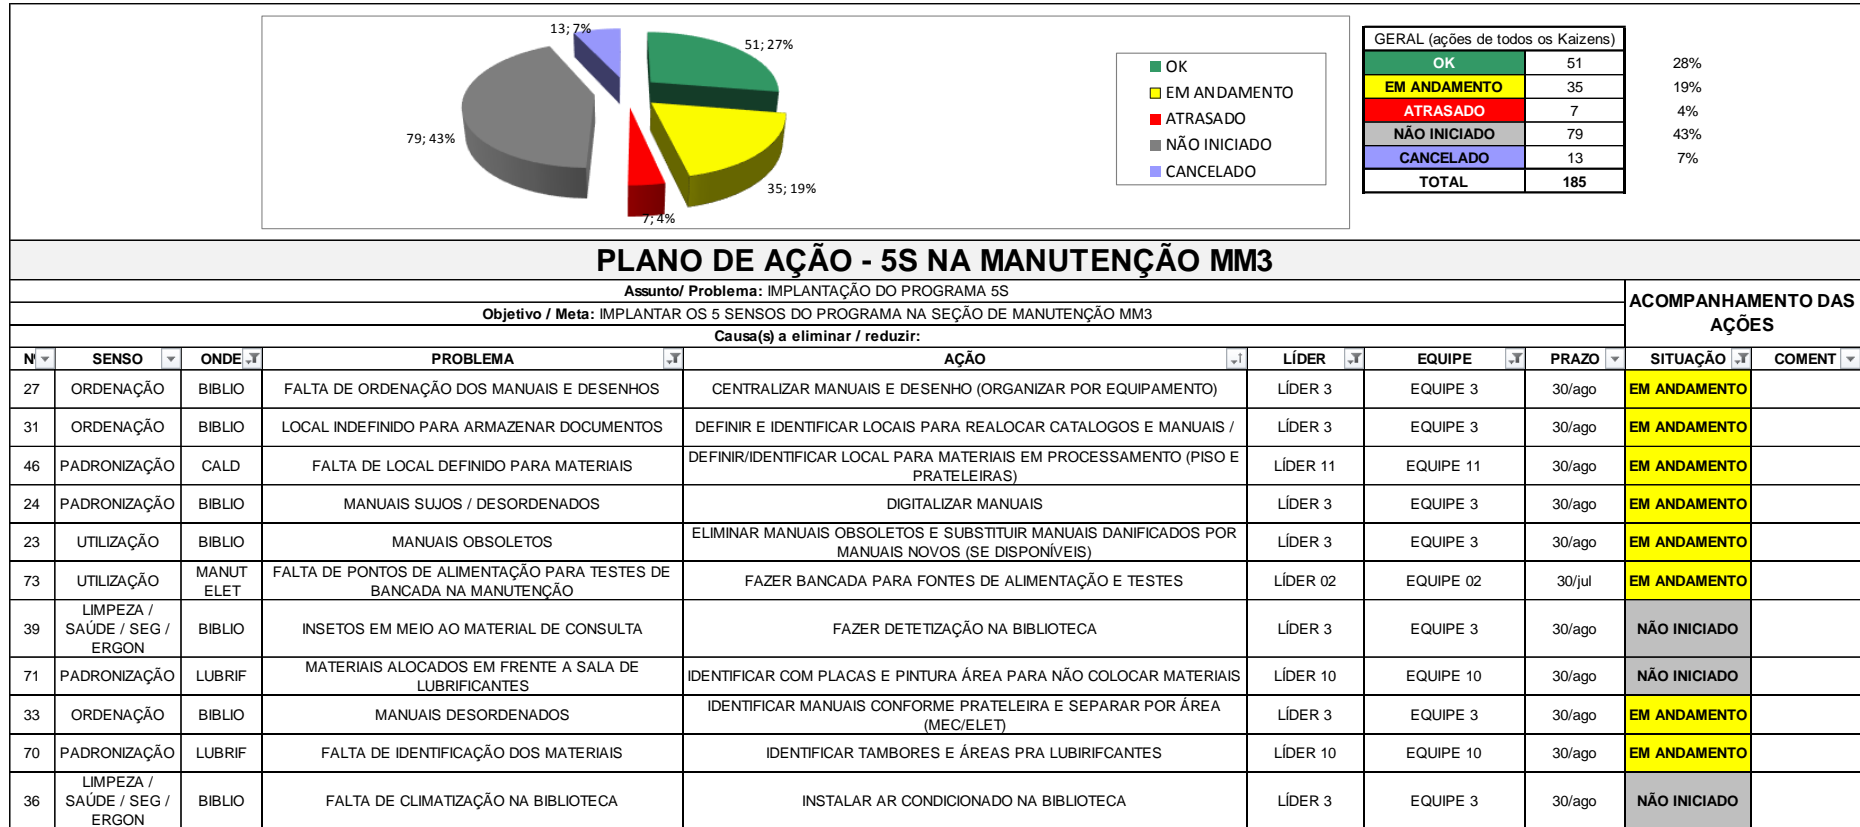 13; 7%
51; 27%
79; 43%
35; 19%
7; 4%
OK
EM ANDAMENTO
ATRASADO
NÃO INICIADO
CANCELADO
GERAL (ações de todos os Kaizens)
OK 51 28%
EM ANDAMENTO 35 19%
ATRASADO 7 4%
NÃO INICIADO 79 43%
CANCELADO 13 7%
TOTAL 185
PLANO DE AÇÃO - 5S NA MANUTENÇÃO MM3
Assunto/ Problema: IMPLANTAÇÃO DO PROGRAMA 5S
Objetivo / Meta: IMPLANTAR OS 5 SENSOS DO PROGRAMA NA SEÇÃO DE MANUTENÇÃO MM3
Causa(s) a eliminar / reduzir:
ACOMPANHAMENTO DAS
AÇÕES
Nº SENSO ONDE PROBLEMA AÇÃO LÍDER EQUIPE PRAZO SITUAÇÃO COMENT
27 ORDENAÇÃO BIBLIO FALTA DE ORDENAÇÃO DOS MANUAIS E DESENHOS CENTRALIZAR MANUAIS E DESENHO (ORGANIZAR POR EQUIPAMENTO) LÍDER 3 EQUIPE 3 30/ago EM ANDAMENTO
31 ORDENAÇÃO BIBLIO LOCAL INDEFINIDO PARA ARMAZENAR DOCUMENTOS DEFINIR E IDENTIFICAR LOCAIS PARA REALOCAR CATALOGOS E MANUAIS / LÍDER 3 EQUIPE 3 30/ago EM ANDAMENTO
46 PADRONIZAÇÃO CALD FALTA DE LOCAL DEFINIDO PARA MATERIAIS DEFINIR/IDENTIFICAR LOCAL PARA MATERIAIS EM PROCESSAMENTO (PISO E
PRATELEIRAS) LÍDER 11 EQUIPE 11 30/ago EM ANDAMENTO
24 PADRONIZAÇÃO BIBLIO MANUAIS SUJOS / DESORDENADOS DIGITALIZAR MANUAIS LÍDER 3 EQUIPE 3 30/ago EM ANDAMENTO
23 UTILIZAÇÃO BIBLIO MANUAIS OBSOLETOS ELIMINAR MANUAIS OBSOLETOS E SUBSTITUIR MANUAIS DANIFICADOS POR
MANUAIS NOVOS (SE DISPONÍVEIS) LÍDER 3 EQUIPE 3 30/ago EM ANDAMENTO
73 UTILIZAÇÃO MANUT
ELET FALTA DE PONTOS DE ALIMENTAÇÃO PARA TESTES DE
BANCADA NA MANUTENÇÃO FAZER BANCADA PARA FONTES DE ALIMENTAÇÃO E TESTES LÍDER 02 EQUIPE 02 30/jul EM ANDAMENTO
39 LIMPEZA /
SAÚDE / SEG /
ERGON BIBLIO INSETOS EM MEIO AO MATERIAL DE CONSULTA FAZER DETETIZAÇÃO NA BIBLIOTECA LÍDER 3 EQUIPE 3 30/ago NÃO INICIADO
71 PADRONIZAÇÃO LUBRIF MATERIAIS ALOCADOS EM FRENTE A SALA DE
LUBRIFICANTES IDENTIFICAR COM PLACAS E PINTURA ÁREA PARA NÃO COLOCAR MATERIAIS LÍDER 10 EQUIPE 10 30/ago NÃO INICIADO
33 ORDENAÇÃO BIBLIO MANUAIS DESORDENADOS IDENTIFICAR MANUAIS CONFORME PRATELEIRA E SEPARAR POR ÁREA
(MEC/ELET) LÍDER 3 EQUIPE 3 30/ago EM ANDAMENTO
70 PADRONIZAÇÃO LUBRIF FALTA DE IDENTIFICAÇÃO DOS MATERIAIS IDENTIFICAR TAMBORES E ÁREAS PRA LUBIRIFCANTES LÍDER 10 EQUIPE 10 30/ago EM ANDAMENTO
36 LIMPEZA /
SAÚDE / SEG /
ERGON BIBLIO FALTA DE CLIMATIZAÇÃO NA BIBLIOTECA INSTALAR AR CONDICIONADO NA BIBLIOTECA LÍDER 3 EQUIPE 3 30/ago NÃO INICIADO